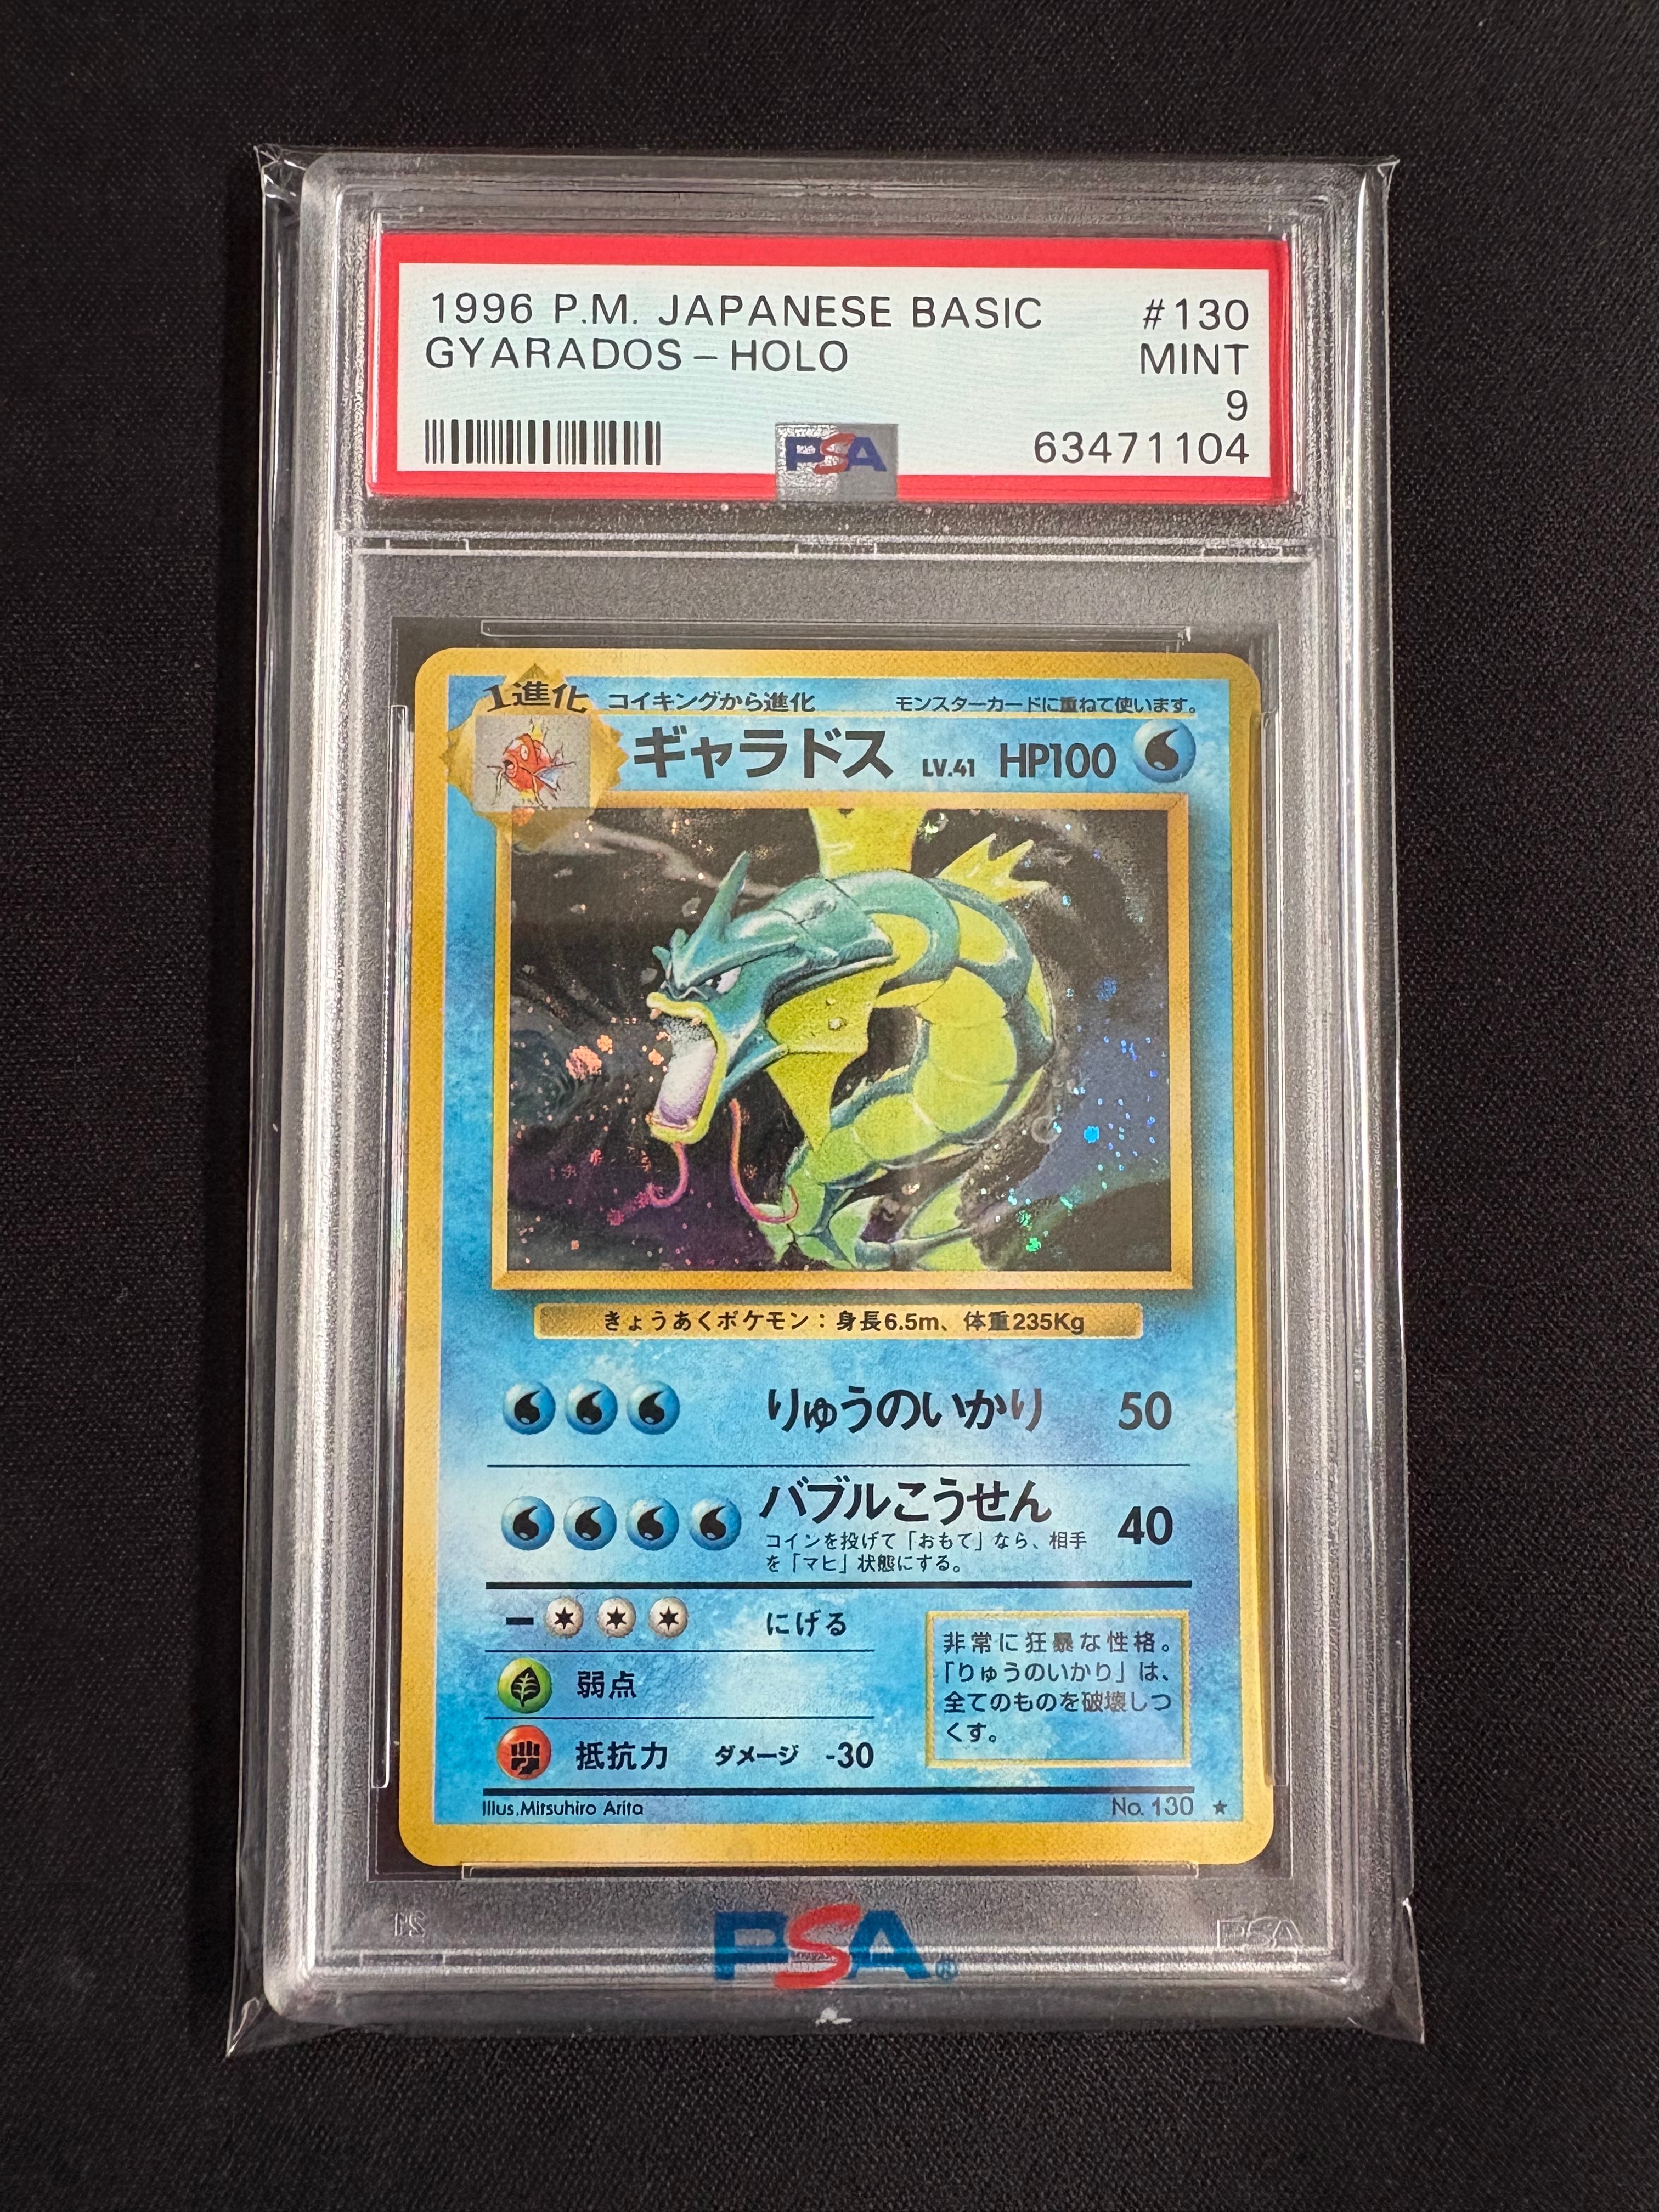 1996 P.M. JAPANESE BASIC #130
GYARADOS - HOLO MINT
9
PSA 63471104
1進化 コイキングから進化 モンスターカードに重ねて使います。
ギャラドス LV.41 HP100
きょうあくポケモン：身長6.5m、体重235Kg
りゅうのいかり 50
バブルこうせん 40
コインを投げて「おもて」なら、相手
を「マヒ」状態にする。
にげる
弱点
抵抗力 ダメージ -30
非常に狂暴な性格。
「りゅうのいかり」は、
全てのものを破壊しつ
くす。
Illus.Mitsuhiro Arita No. 130 ★
PSA
PSA®